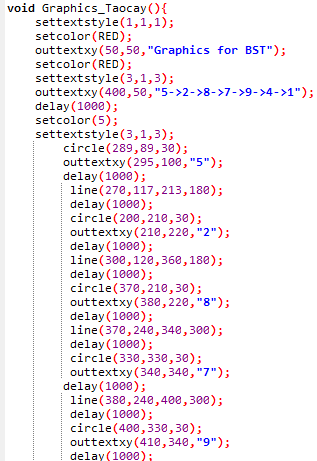 void Graphics_Taocay(){
settextstyle(1,1,1);
setcolor(RED);
outtextxy(50,50,"Graphics for BST");
setcolor(RED);
settextstyle(3,1,3);
outtextxy(400,50,"5->2->8->7->9->4->1");
delay(1000);
setcolor(5);
settextstyle(3,1,3);
circle(289,89,30);
outtextxy(295,100,"5");
delay(1000);
line(270,117,213,180);
delay(1000);
circle(200,210,30);
outtextxy(210,220,"2");
delay(1000);
line(300,120,360,180);
delay(1000);
circle(370,210,30);
outtextxy(380,220,"8");
delay(1000);
line(370,240,340,300);
delay(1000);
circle(330,330,30);
outtextxy(340,340,"7");
delay(1000);
line(380,240,400,300);
delay(1000);
circle(400,330,30);
outtextxy(410,340,"9");
delay(1000);